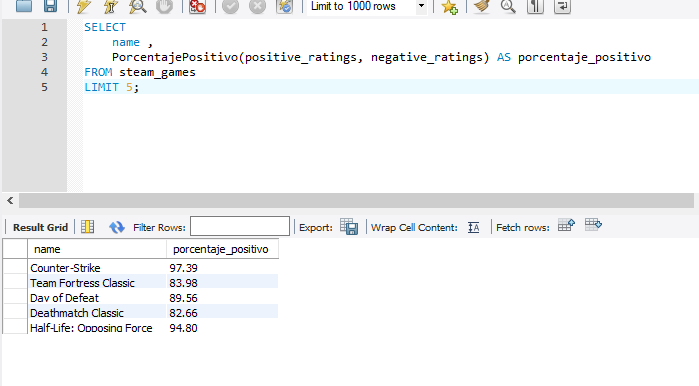 Limit to 1000 rows
1 SELECT
2 name ,
3 PorcentajePositivo(positive_ratings, negative_ratings) AS porcentaje_positivo
4 FROM steam_games
5 LIMIT 5;
Result Grid Filter Rows: Export: Wrap Cell Content: Fetch rows:
name porcentaje_positivo
Counter-Strike 97.39
Team Fortress Classic 83.98
Day of Defeat 89.56
Deathmatch Classic 82.66
Half-Life: Opposing Force 94.80